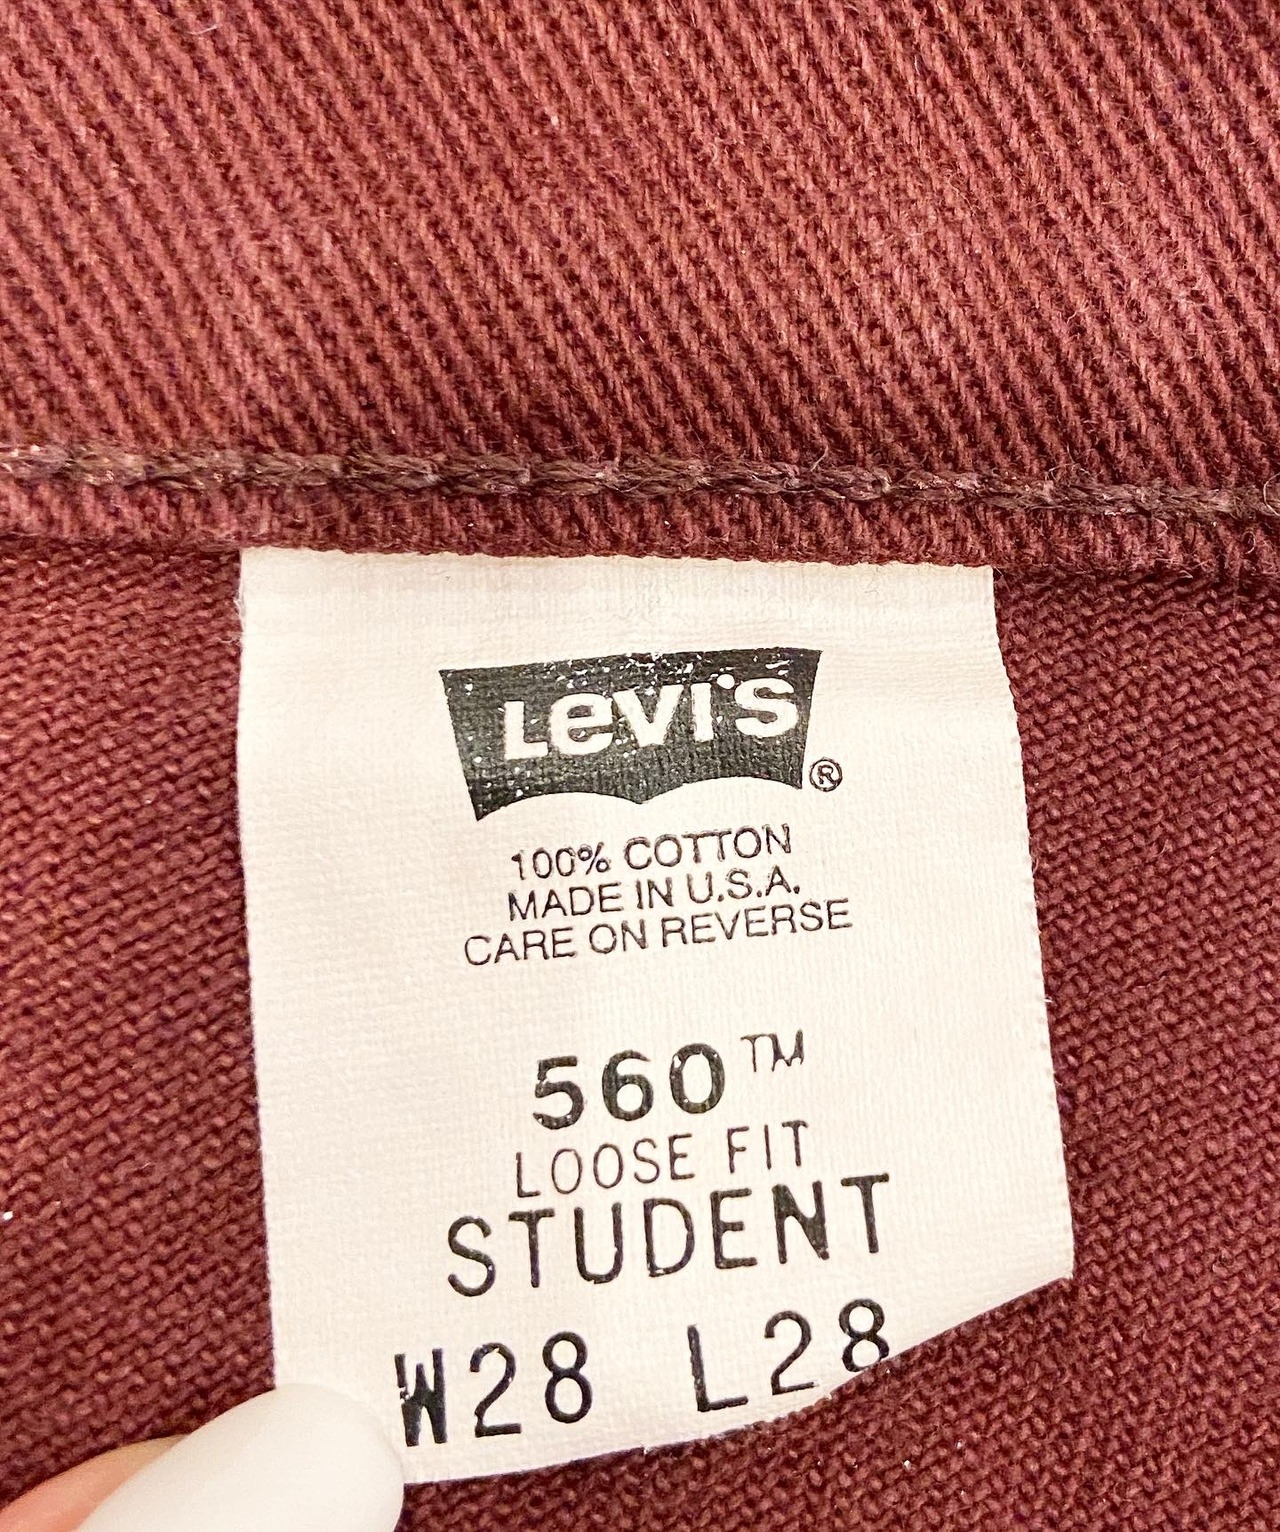 Levi's ®
100% COTTON
MADE IN U.S.A.
CARE ON REVERSE
560™
LOOSE FIT
STUDENT
W28 L28